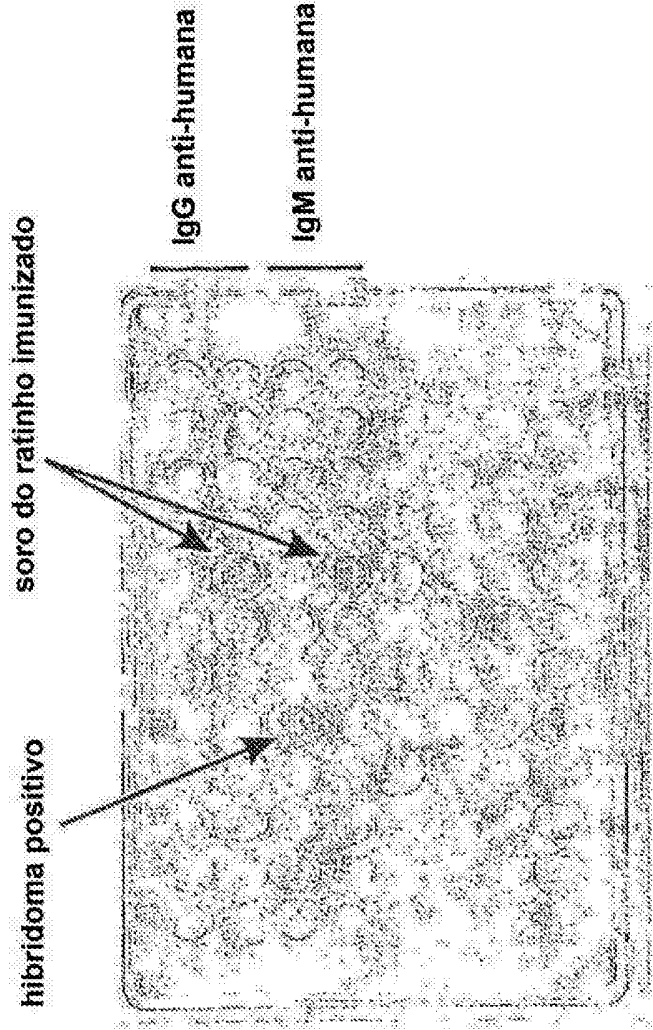 hibridoma positivo
soro do ratinho imunizado
IgG anti-humana
IgM anti-humana